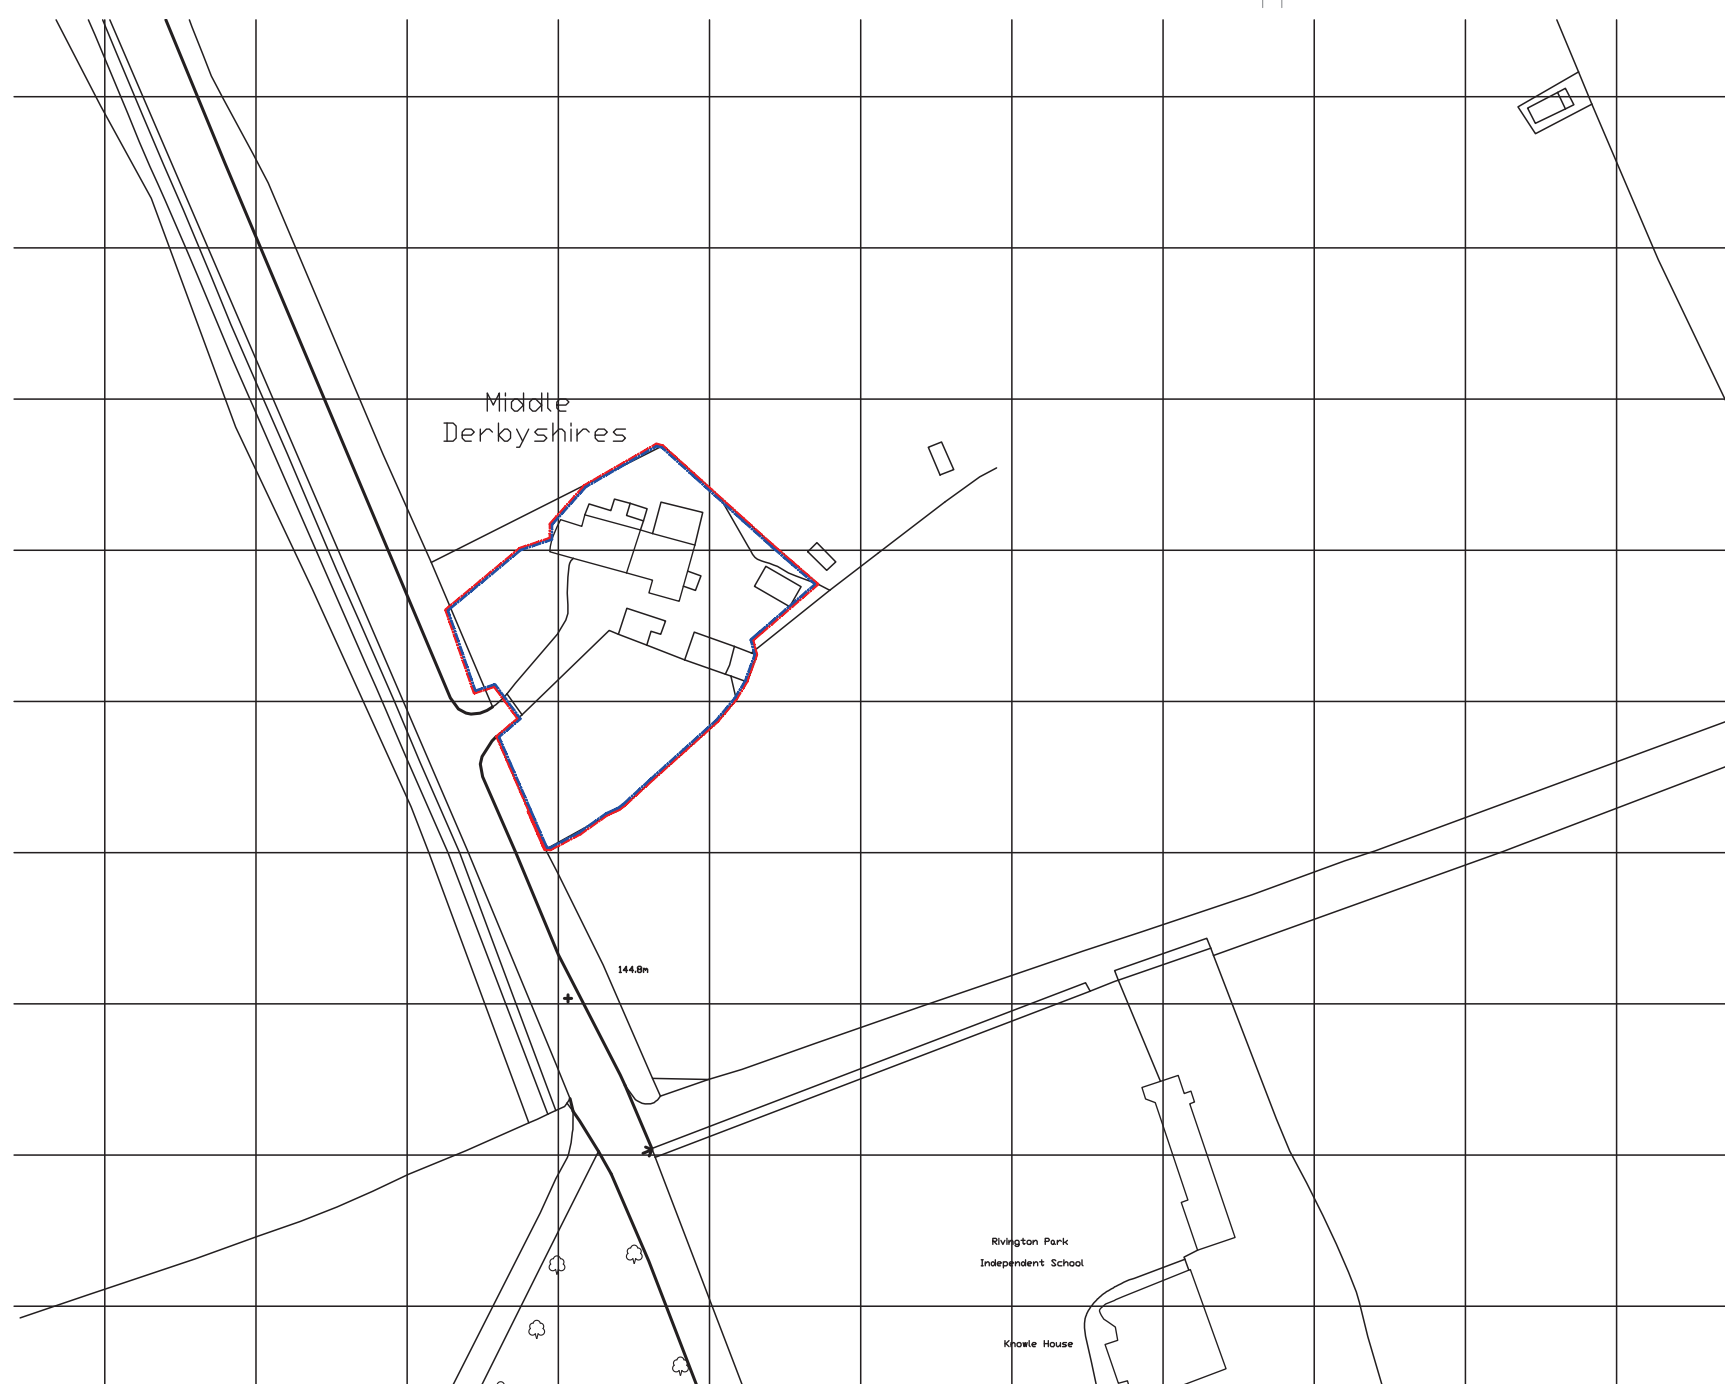 Middle
Derbyshires
144.8m
Rivington Park
Independent School
Knowle House